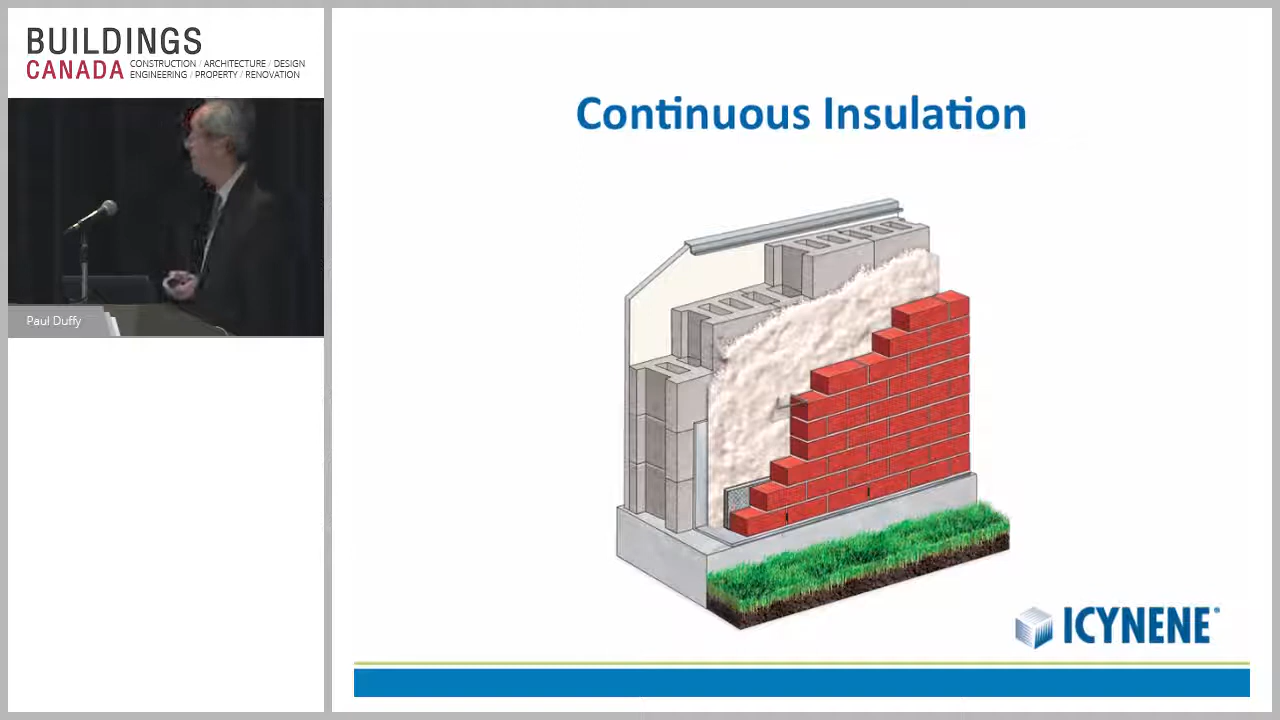 BUILDINGS
CANADA CONSTRUCTION / ARCHITECTURE / DESIGN
ENGINEERING / PROPERTY / RENOVATION
Paul Duffy
Continuous Insulation
ICYNENE®